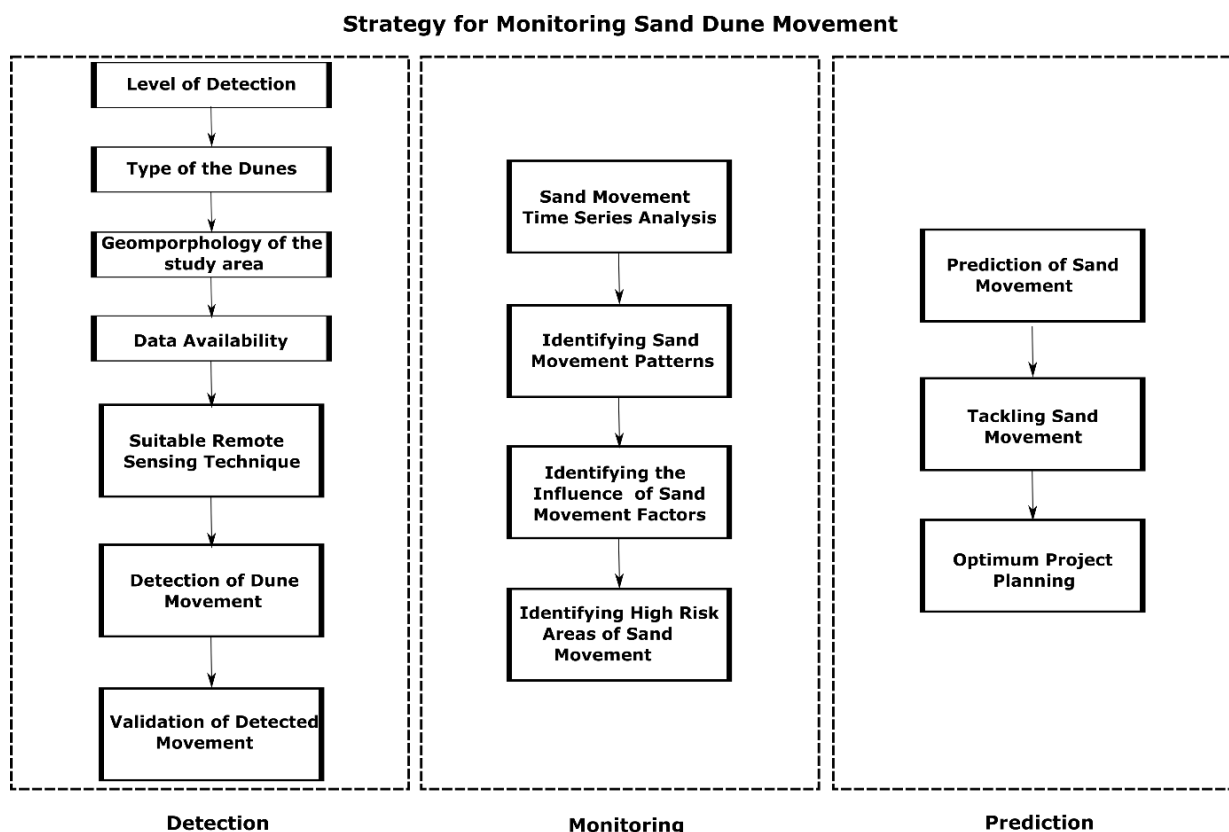 Strategy for Monitoring Sand Dune Movement
Level of Detection
Type of the Dunes
Geomporphology of the
study area
Data Availability
Suitable Remote
Sensing Technique
Detection of Dune
Movement
Validation of Detected
Movement
Detection
Sand Movement
Time Series Analysis
Identifying Sand
Movement Patterns
Identifying the
Influence of Sand
Movement Factors
Identifying High Risk
Areas of Sand
Movement
Monitoring
Prediction of Sand
Movement
Tackling Sand
Movement
Optimum Project
Planning
Prediction